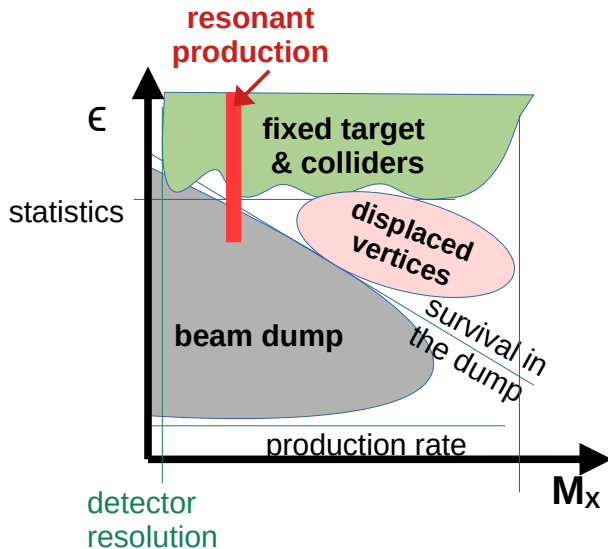 resonant
production
ϵ
fixed target
& colliders
statistics
displaced
vertices
beam dump
survival in
the dump
production rate
Mx
detector
resolution